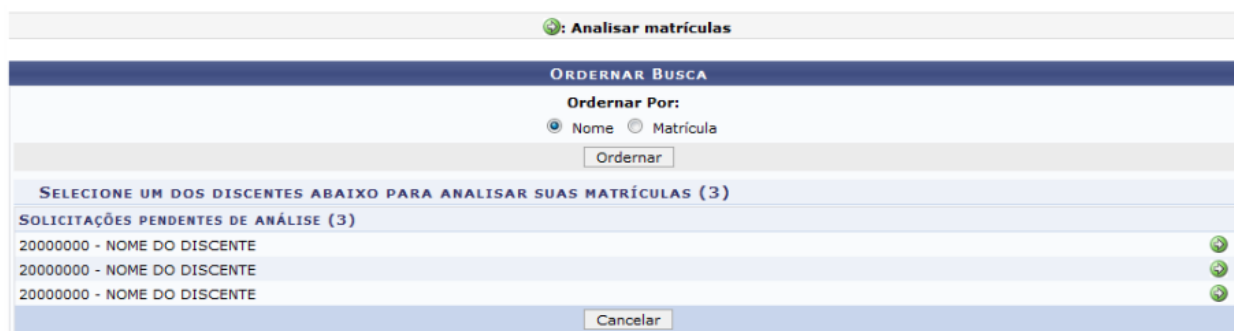 : Analisar matrículas
ORDERNAR BUSCA
Ordernar Por:
Nome Matrícula
Ordernar
SELECIONE UM DOS DISCENTES ABAIXO PARA ANALISAR SUAS MATRÍCULAS (3)
SOLICITAÇÕES PENDENTES DE ANÁLISE (3)
20000000 - NOME DO DISCENTE
20000000 - NOME DO DISCENTE
20000000 - NOME DO DISCENTE
Cancelar